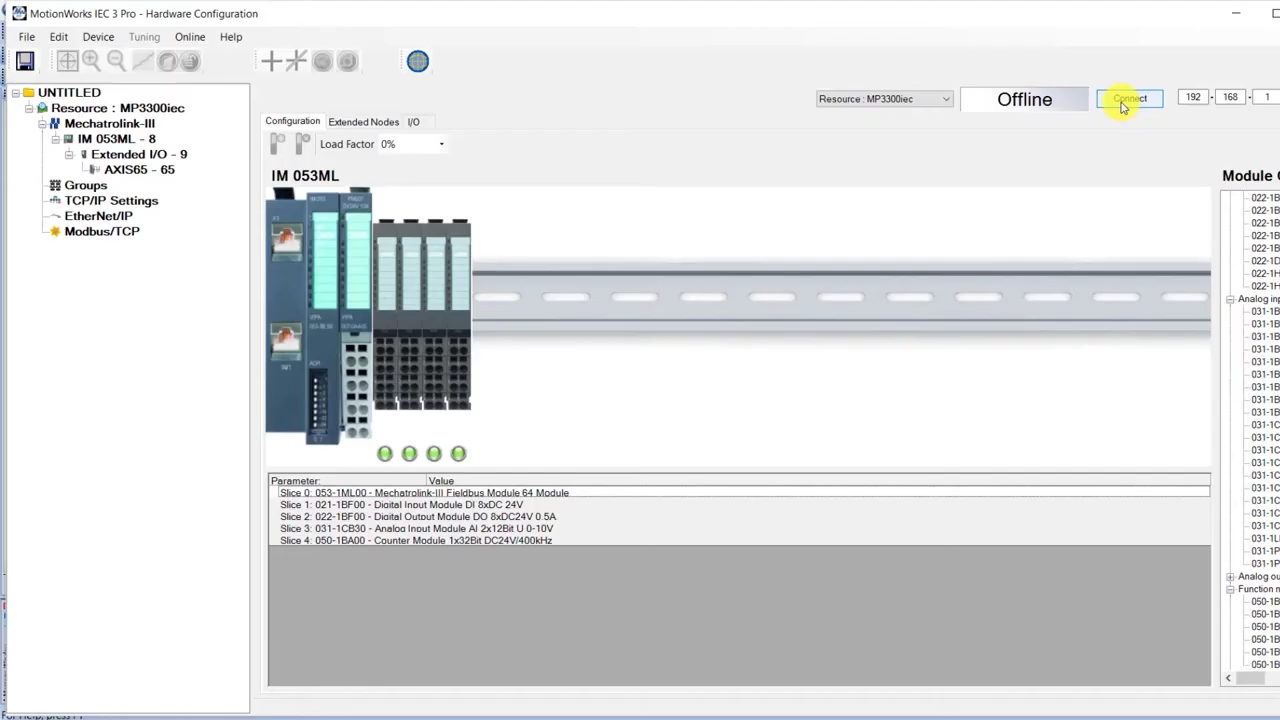 MotionWorks IEC 3 Pro - Hardware Configuration
File Edit Device Tuning Online Help
UNTITLED
Resource : MP3300iec
Mechatrolink-III
IM 053ML - 8
Extended I/O - 9
AXIS65 - 65
Groups
TCP/IP Settings
EtherNet/IP
Modbus/TCP
Resource : MP3300iec
Offline
Connect
192 - 168 - 1
Configuration Extended Nodes I/O
Load Factor 0%
IM 053ML
Parameter: Value
Slice 0: 053-1ML00 - Mechatrolink-III Fieldbus Module 64 Module
Slice 1: 021-1BF00 - Digital Input Module DI 8xDC 24V
Slice 2: 022-1BF00 - Digital Output Module DO 8xDC24V 0.5A
Slice 3: 031-1CB30 - Analog Input Module AI 2x12Bit U 0-10V
Slice 4: 050-1BA00 - Counter Module 1x32Bit DC24V/400kHz
Module
022-1B
022-1B
022-1B
022-1B
022-1B
022-1D
022-1H
022-1H
Analog in
031-1B
031-1B
031-1B
031-1B
031-1B
031-1B
031-1B
031-1B
031-1B
031-1C
031-1C
031-1C
031-1C
031-1C
031-1C
031-1C
031-1C
031-1C
031-1C
031-1L
031-1P
Analog ou
Function m
050-1B
050-1B
050-1B
050-1B
050-1B
050-1B
For Help, press F1